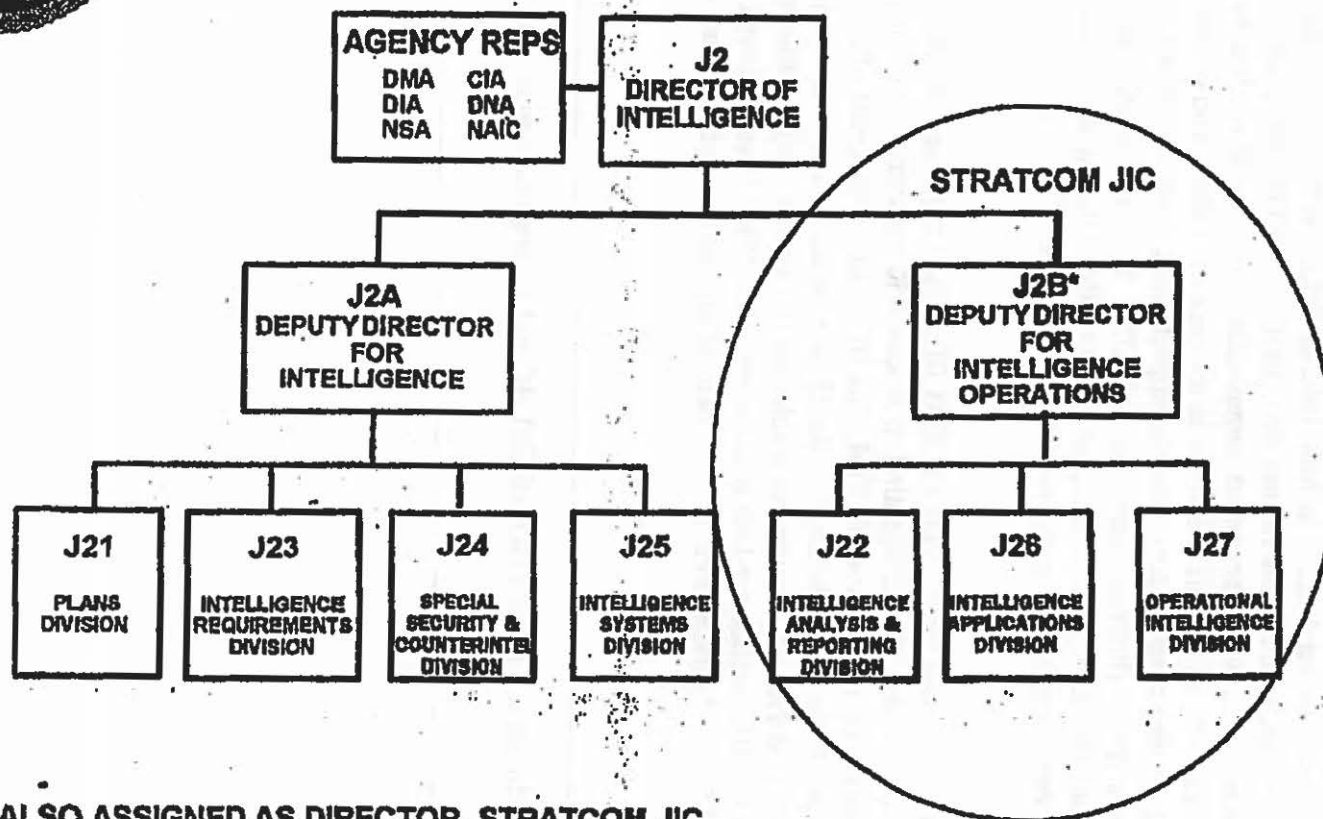 AGENCY REPS
DMA CIA
DIA DNA
NSA NAIC
J2
DIRECTOR OF
INTELLIGENCE
STRATCOM JIC
J2A
DEPUTY DIRECTOR
FOR
INTELLIGENCE
J2B*
DEPUTY DIRECTOR
FOR
INTELLIGENCE
OPERATIONS
J21
PLANS
DIVISION
J23
INTELLIGENCE
REQUIREMENTS
DIVISION
J24
SPECIAL
SECURITY &
COUNTERINTEL
DIVISION
J25
INTELLIGENCE
SYSTEMS
DIVISION
J22
INTELLIGENCE
ANALYSIS &
REPORTING
DIVISION
J26
INTELLIGENCE
APPLICATIONS
DIVISION
J27
OPERATIONAL
INTELLIGENCE
DIVISION
ALSO ASSIGNED AS DIRECTOR, STRATCOM JIC